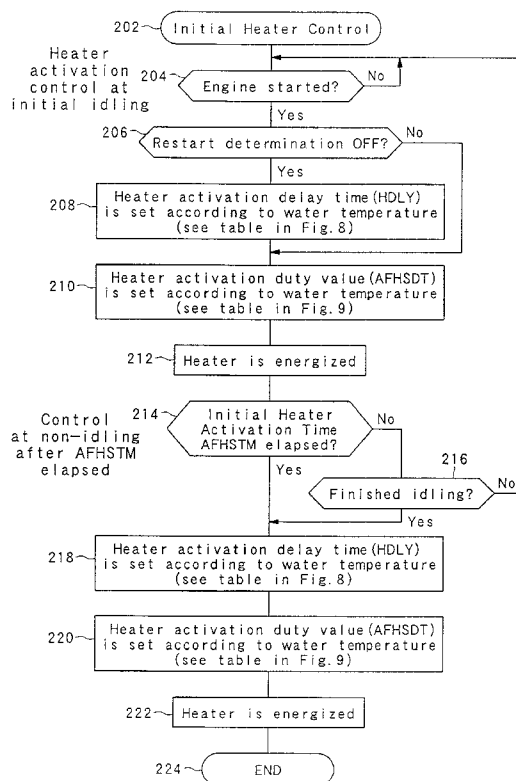 202
Initial Heater Control
Heater
activation
control at
initial idling
204
Engine started?
No
Yes
206
Restart determination OFF?
No
Yes
208
Heater activation delay time(HDLY)
is set according to water temperature
(see table in Fig.8)
210
Heater activation duty value(AFHSDT)
is set according to water temperature
(see table in Fig.9)
212
Heater is energized
Control
at non-idling
after AFHSTM
elapsed
214
Initial Heater
Activation Time
AFHSTM elapsed?
No
Yes
216
Finished idling?
No
Yes
218
Heater activation delay time(HDLY)
is set according to water temperature
(see table in Fig.8)
220
Heater activation duty value(AFHSDT)
is set according to water temperature
(see table in Fig.9)
222
Heater is energized
224
END